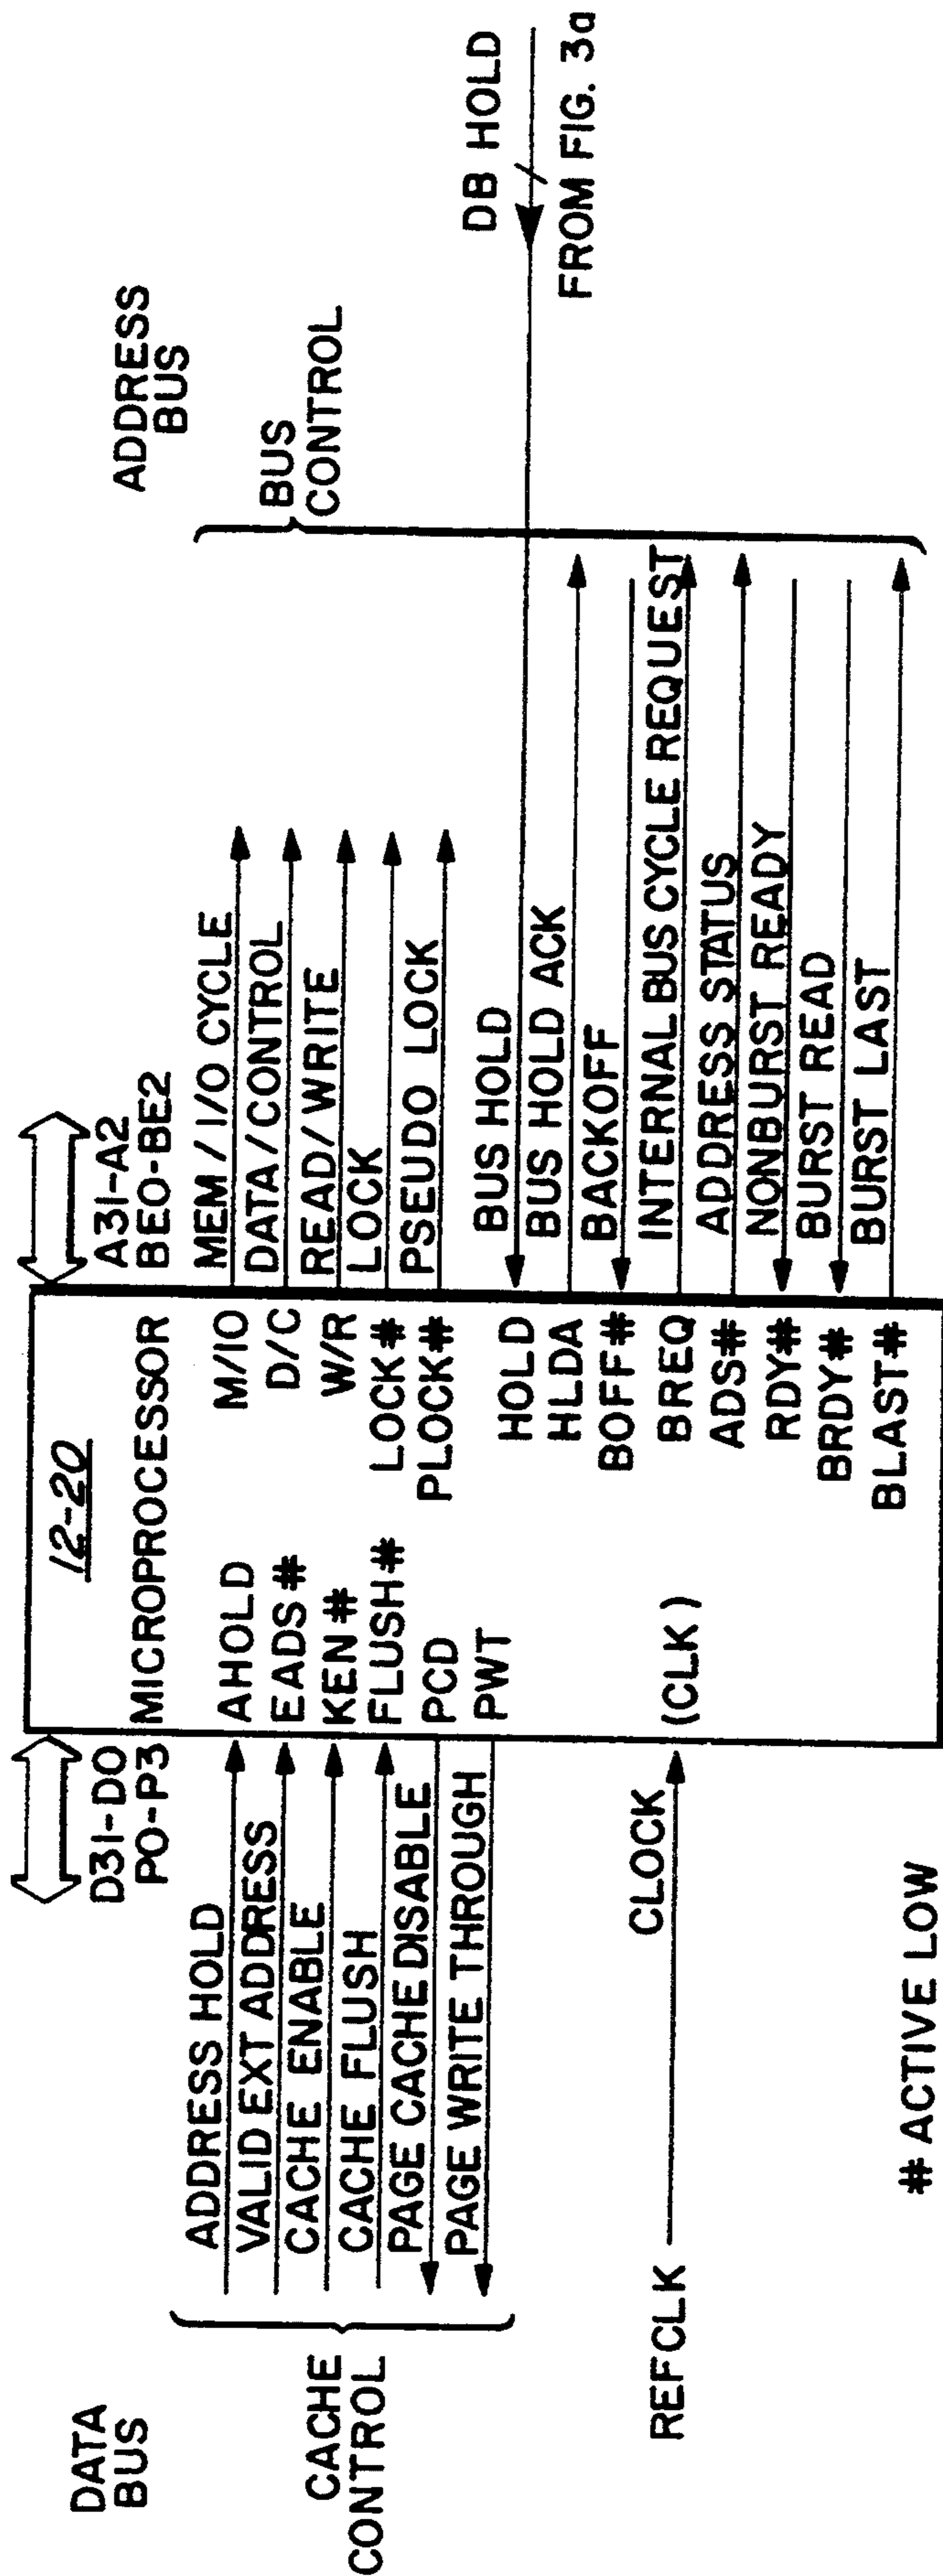 DATA
BUS
D31-D0
P0-P3
12-20
MICROPROCESSOR
A31-A2
BE0-BE2
ADDRESS
BUS
CACHE
CONTROL
ADDRESS HOLD
VALID EXT ADDRESS
CACHE ENABLE
CACHE FLUSH
PAGE CACHE DISABLE
PAGE WRITE THROUGH
AHOLD
EADS#
KEN#
FLUSH#
PCD
PWT
REFCLK
CLOCK
(CLK)
M/IO
D/C
W/R
LOCK#
PLOCK#
HOLD
HLDA
BOFF#
BREQ
ADS#
RDY#
BRDY#
BLAST#
MEM/I/O CYCLE
DATA/CONTROL
READ/WRITE
LOCK
PSEUDO LOCK
BUS HOLD
BUS HOLD ACK
BACKOFF
INTERNAL BUS CYCLE REQUEST
ADDRESS STATUS
NONBURST READY
BURST READ
BURST LAST
BUS
CONTROL
DB HOLD
FROM FIG. 3a
# ACTIVE LOW